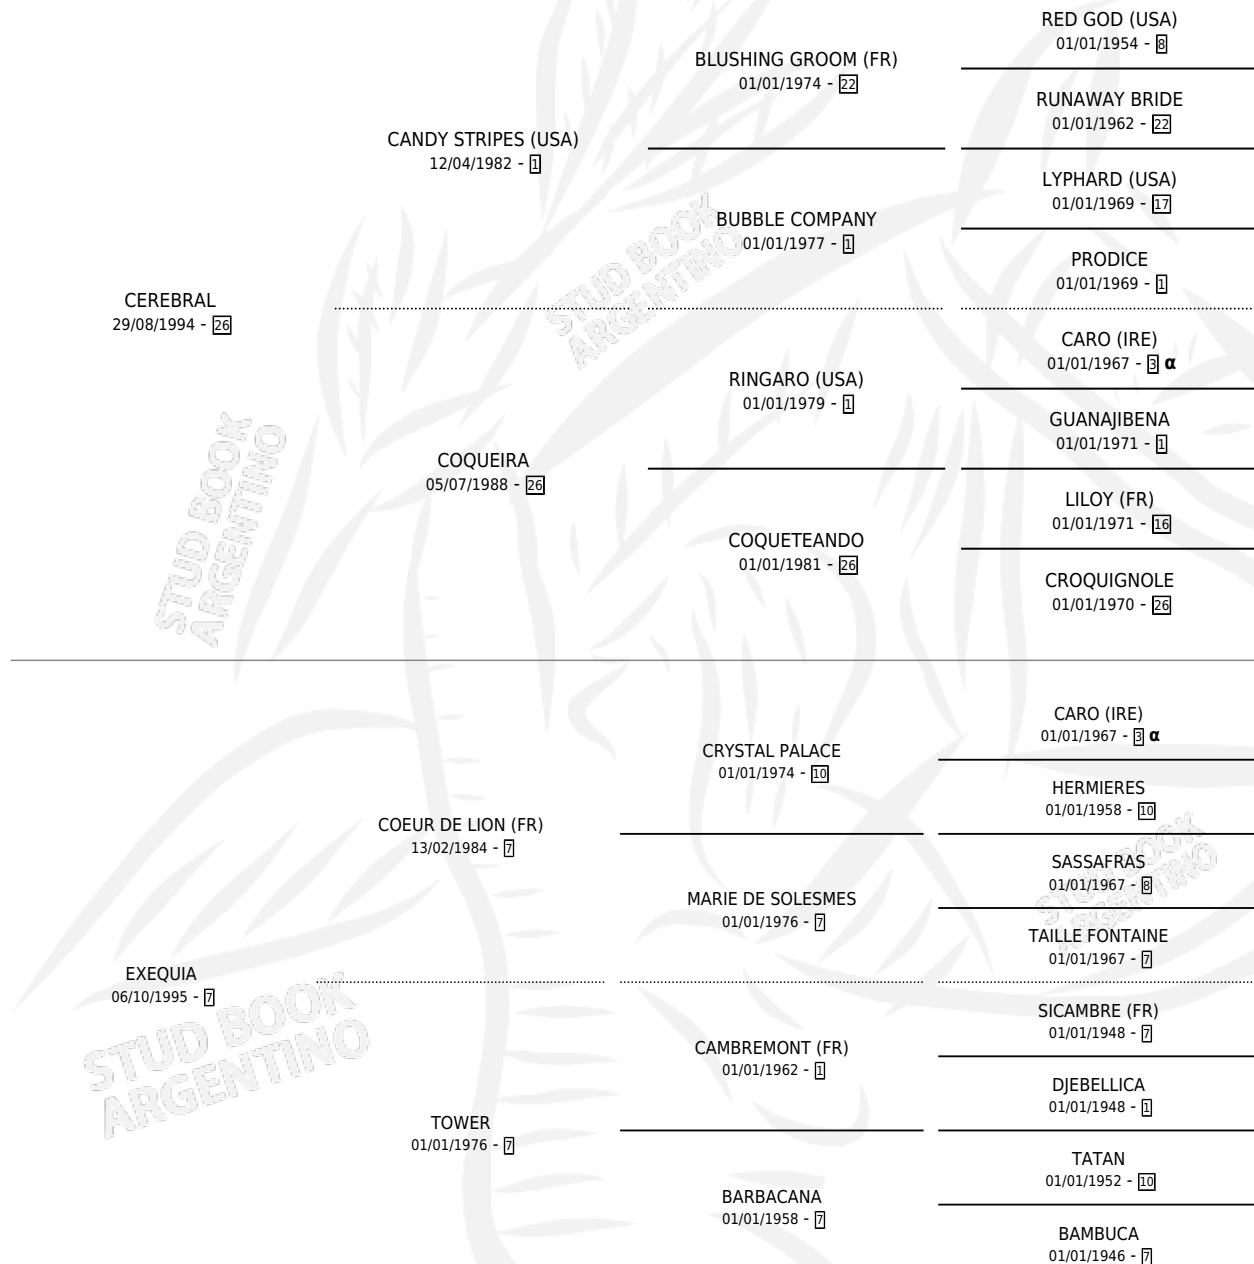 RED GOD (USA)
01/01/1954 - 8
BLUSHING GROOM (FR)
01/01/1974 - 22
RUNAWAY BRIDE
01/01/1962 - 22
CANDY STRIPES (USA)
12/04/1982 - 1
LYPHARD (USA)
01/01/1969 - 17
BUBBLE COMPANY
01/01/1977 - 1
PRODICE
01/01/1969 - 1
STUD BOOK
ARGENTINO
CEREBRAL
29/08/1994 - 26
CARO (IRE)
01/01/1967 - 3 α
RINGARO (USA)
01/01/1979 - 1
GUANAJIBENA
01/01/1971 - 1
COQUEIRA
05/07/1988 - 26
LILOY (FR)
01/01/1971 - 16
COQUETEANDO
01/01/1981 - 26
CROQUIGNOLE
01/01/1970 - 26
STUD BOOK
ARGENTINO
CARO (IRE)
01/01/1967 - 3 α
CRYSTAL PALACE
01/01/1974 - 10
HERMIERES
01/01/1958 - 10
COEUR DE LION (FR)
13/02/1984 - 7
SASSAFRAS
01/01/1967 - 8
MARIE DE SOLESMES
01/01/1976 - 7
TAILLE FONTAINE
01/01/1967 - 7
STUD BOOK
ARGENTINO
EXEQUIA
06/10/1995 - 7
STUD BOOK
ARGENTINO
SICAMBRE (FR)
01/01/1948 - 7
CAMBREMONT (FR)
01/01/1962 - 1
DJEBELLICA
01/01/1948 - 1
TOWER
01/01/1976 - 7
TATAN
01/01/1952 - 10
BARBACANA
01/01/1958 - 7
BAMBUCA
01/01/1946 - 7